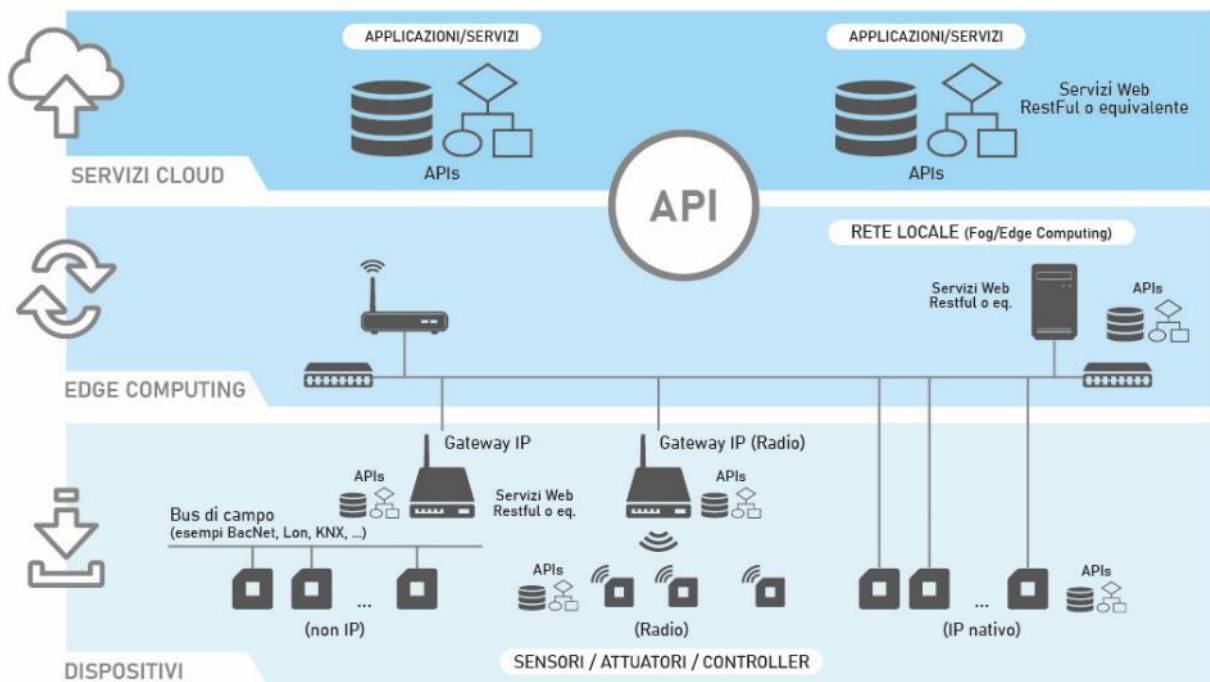 APPLICAZIONI/SERVIZI
APPLICAZIONI/SERVIZI
Servizi Web
RestFul o equivalente
APIs
APIs
SERVIZI CLOUD
API
RETE LOCALE (Fog/Edge Computing)
Servizi Web
Restful o eq.
APIs
EDGE COMPUTING
Gateway IP
Gateway IP (Radio)
APIs
APIs
Servizi Web
Restful o eq.
Bus di campo
(esempi BacNet, Lon, KNX, ...)
APIs
APIs
...
...
(non IP)
(Radio)
(IP nativo)
SENSORI / ATTUATORI / CONTROLLER
DISPOSITIVI